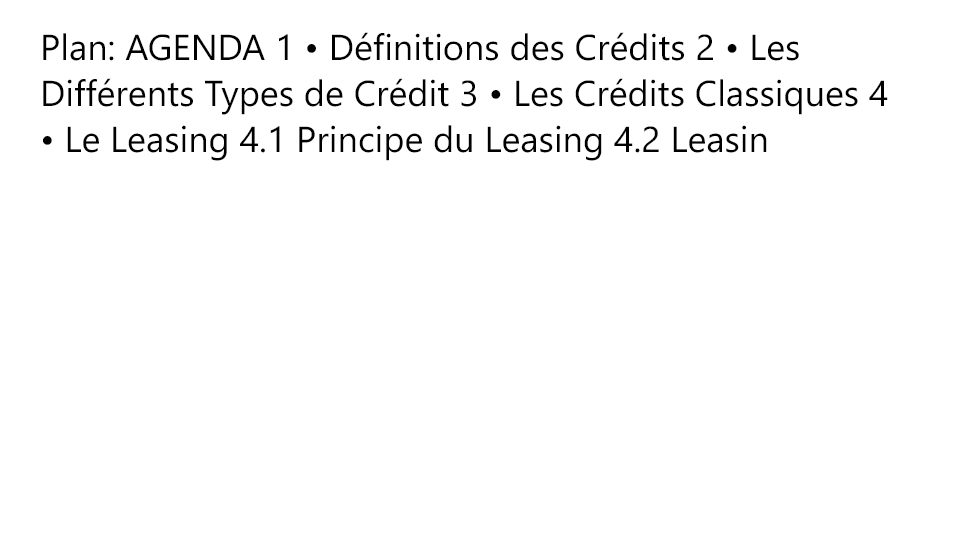 Plan: AGENDA 1 • Définitions des Crédits 2 • Les
Différents Types de Crédit 3 • Les Crédits Classiques 4
• Le Leasing 4.1 Principe du Leasing 4.2 Leasin